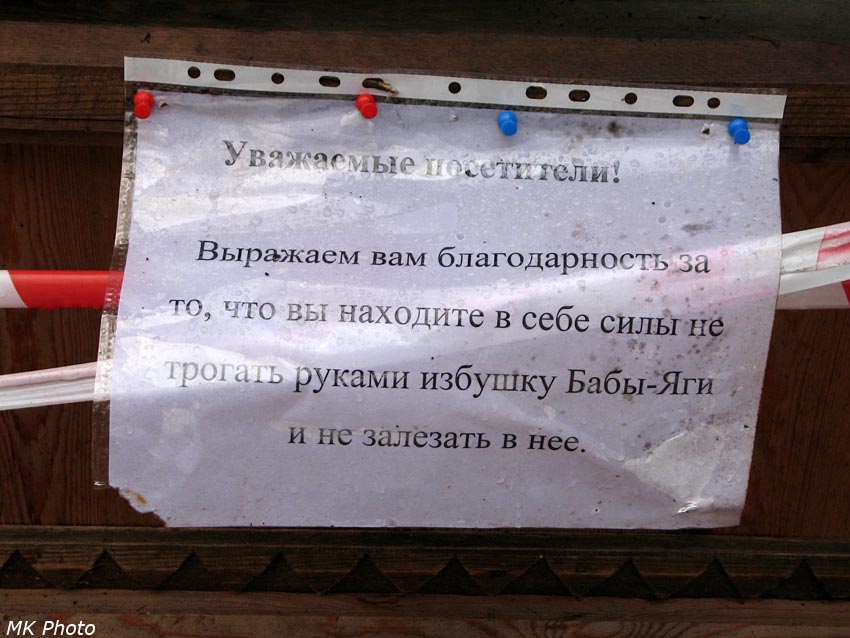 Уважаемые посетители!
Выражаем вам благодарность за
то, что вы находите в себе силы не
трогать руками избушку Бабы-Яги
и не залезать в нее.
MK Photo